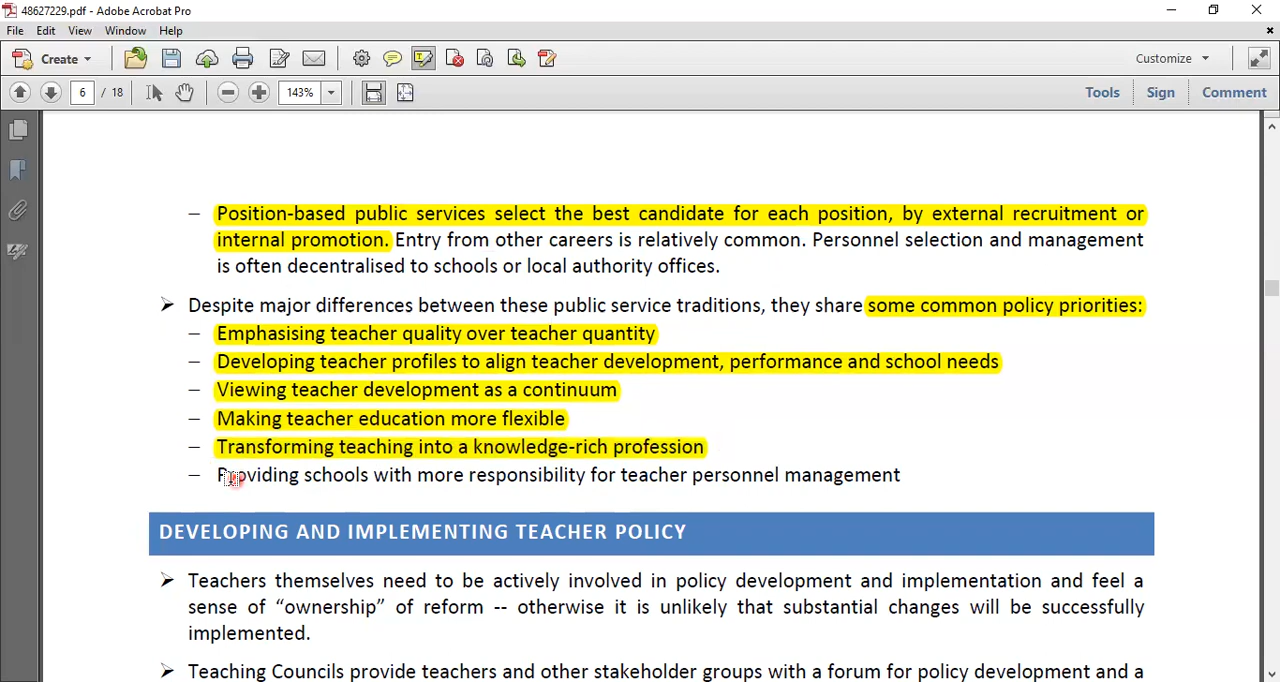 48627229.pdf - Adobe Acrobat Pro
File Edit View Window Help
Create Customize
6 / 18 143% Tools Sign Comment
– Position-based public services select the best candidate for each position, by external recruitment or
internal promotion. Entry from other careers is relatively common. Personnel selection and management
is often decentralised to schools or local authority offices.
➢ Despite major differences between these public service traditions, they share some common policy priorities:
– Emphasising teacher quality over teacher quantity
– Developing teacher profiles to align teacher development, performance and school needs
– Viewing teacher development as a continuum
– Making teacher education more flexible
– Transforming teaching into a knowledge-rich profession
– Providing schools with more responsibility for teacher personnel management
DEVELOPING AND IMPLEMENTING TEACHER POLICY
➢ Teachers themselves need to be actively involved in policy development and implementation and feel a
sense of “ownership” of reform -- otherwise it is unlikely that substantial changes will be successfully
implemented.
➢ Teaching Councils provide teachers and other stakeholder groups with a forum for policy development and a